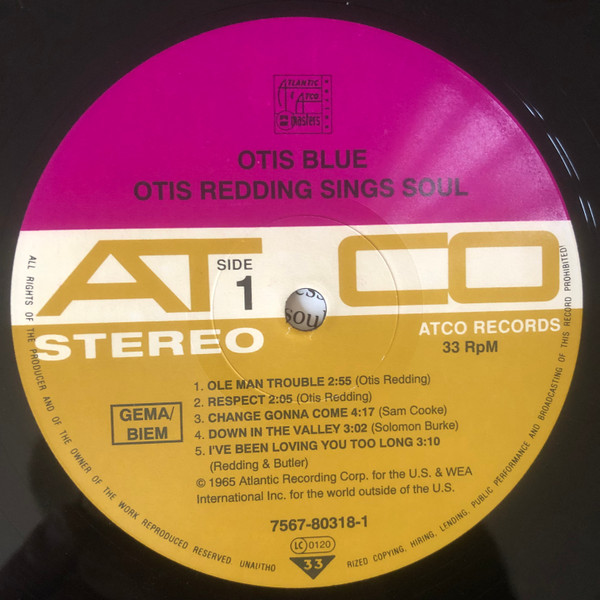 ATLANTIC
& ATCO
masters
OTIS BLUE
OTIS REDDING SINGS SOUL
ATCO
SIDE
1
STEREO
ATCO RECORDS
33 RpM
1. OLE MAN TROUBLE 2:55 (Otis Redding)
2. RESPECT 2:05 (Otis Redding)
3. CHANGE GONNA COME 4:17 (Sam Cooke)
4. DOWN IN THE VALLEY 3:02 (Solomon Burke)
5. I'VE BEEN LOVING YOU TOO LONG 3:10
(Redding & Butler)
GEMA/
BIEM
© 1965 Atlantic Recording Corp. for the U.S. & WEA
International Inc. for the world outside of the U.S.
7567-80318-1
LC 0120
33
ALL RIGHTS OF THE PRODUCER AND OF THE OWNER OF THE WORK REPRODUCED RESERVED. UNAUTHO
RIZED COPYING, HIRING, LENDING, PUBLIC PERFORMANCE AND BROADCASTING OF THIS RECORD PROHIBITED!
soul